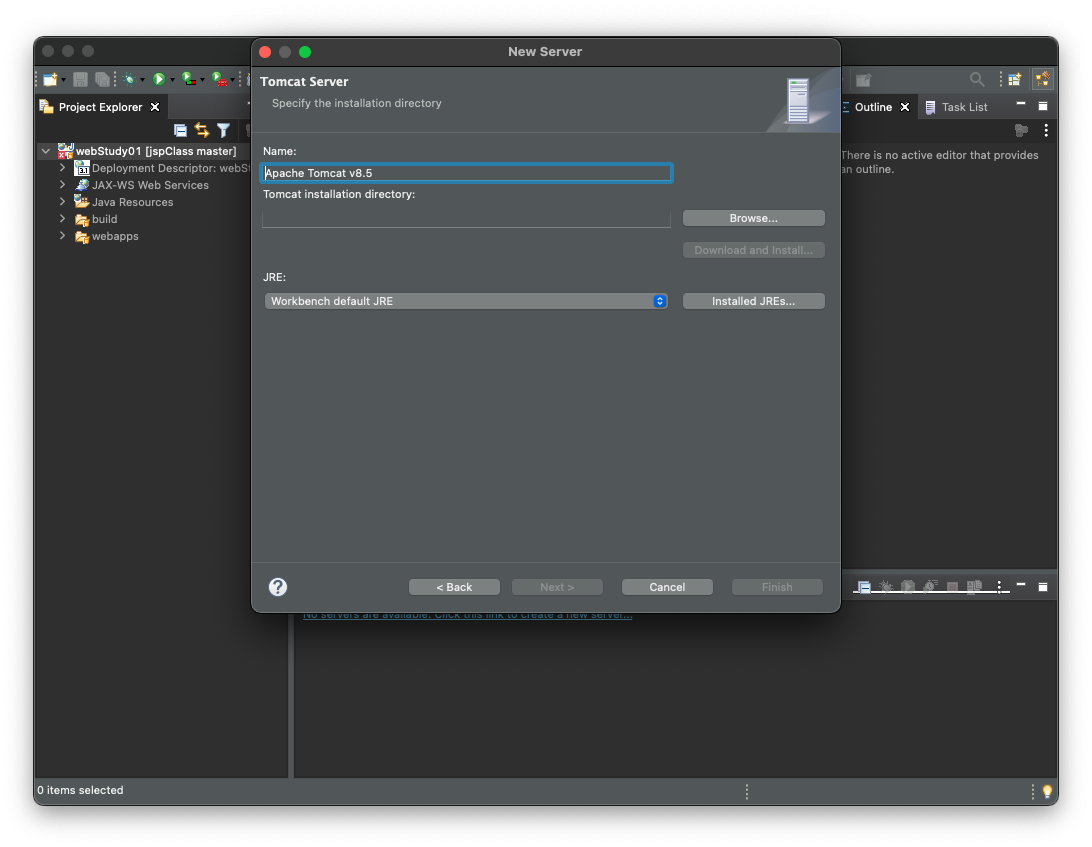 New Server
Tomcat Server
Specify the installation directory
Project Explorer
Outline
Task List
webStudy01 [jspClass master]
Deployment Descriptor: webSt
JAX-WS Web Services
Java Resources
build
webapps
Name:
Apache Tomcat v8.5
Tomcat installation directory:
Browse...
Download and Install...
JRE:
Workbench default JRE
Installed JREs...
There is no active editor that provides
an outline.
< Back
Next >
Cancel
Finish
No servers are available. Click this link to create a new server...
0 items selected